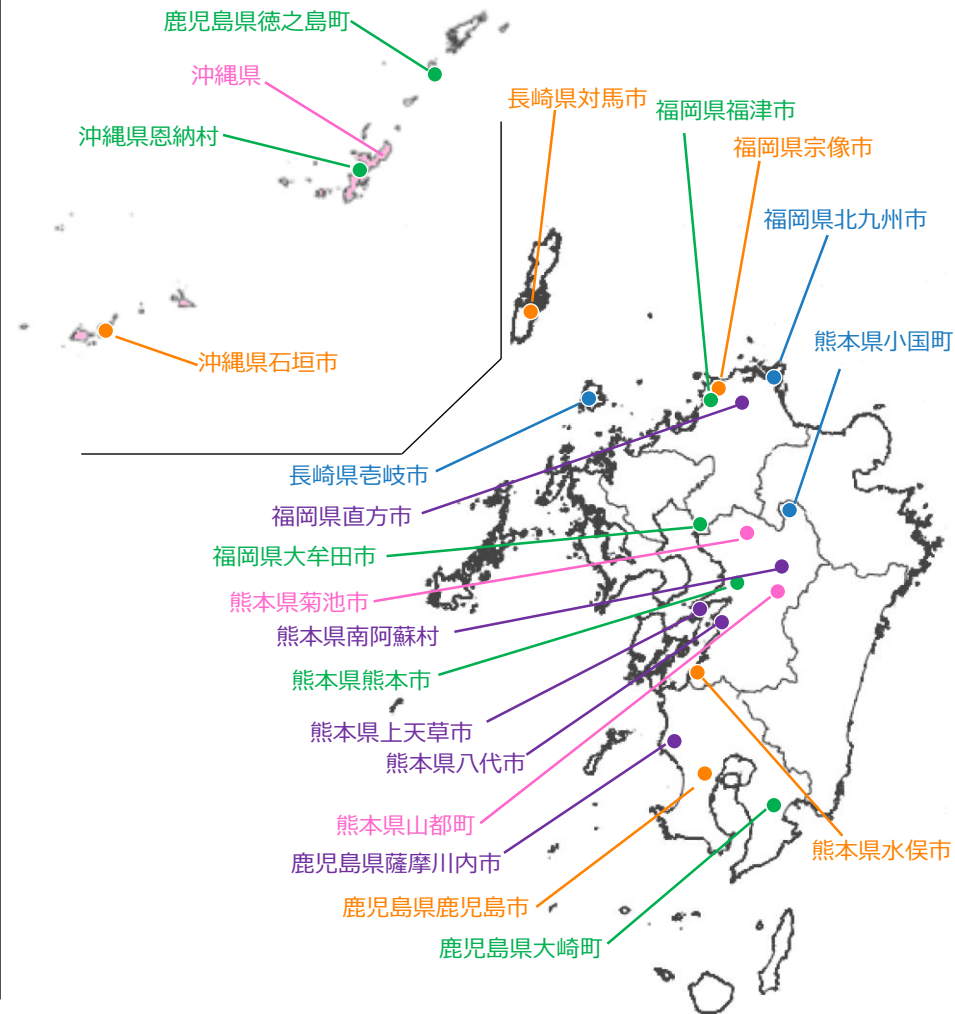 鹿児島県徳之島町
沖縄県
長崎県対馬市
福岡県福津市
沖縄県恩納村
福岡県宗像市
福岡県北九州市
熊本県小国町
沖縄県石垣市
長崎県壱岐市
福岡県直方市
福岡県大牟田市
熊本県菊池市
熊本県南阿蘇村
熊本県熊本市
熊本県上天草市
熊本県八代市
熊本県山都町
熊本県水俣市
鹿児島県薩摩川内市
鹿児島県鹿児島市
鹿児島県大崎町